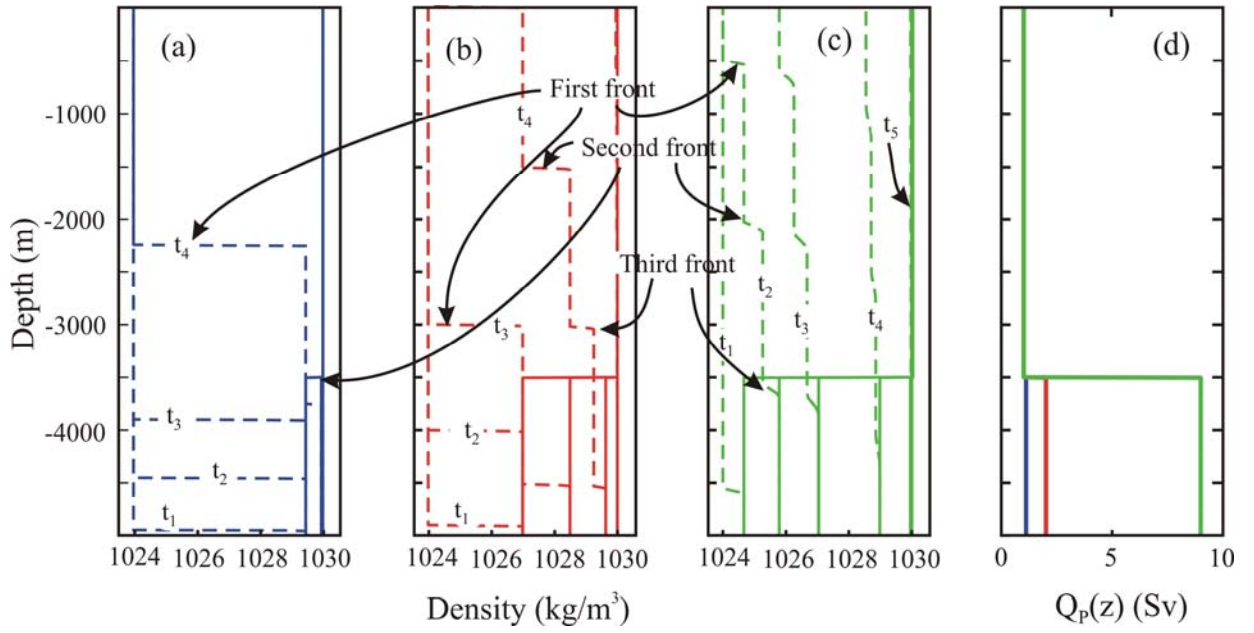 (a)
(b)
(c)
(d)
First front
Second front
Third front
t4
t3
t2
t1
t4
t3
t2
t1
t5
t2
t1
t3
t4
-1000
-2000
-3000
-4000
Depth (m)
1024 1026 1028 1030
1024 1026 1028 1030
1024 1026 1028 1030
0 5 10
Density (kg/m³)
QP(z) (Sv)